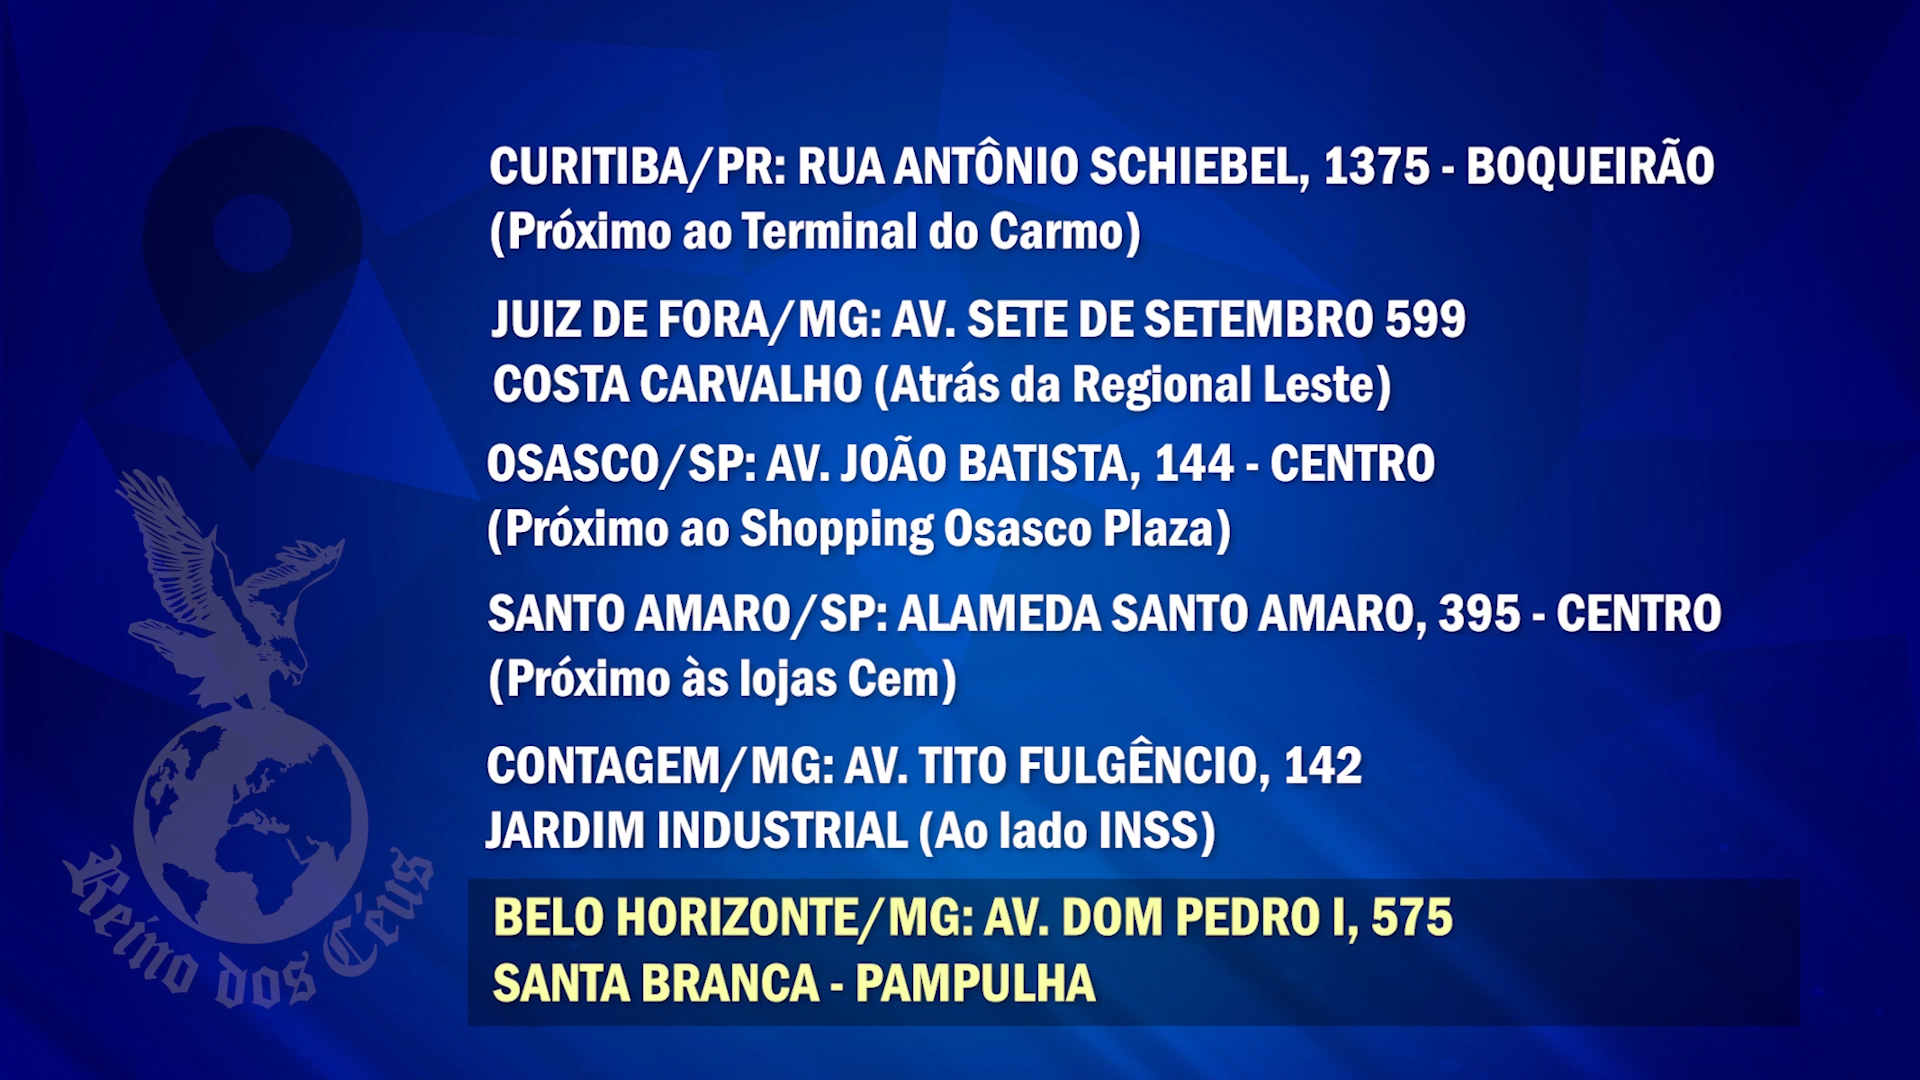 CURITIBA/PR: RUA ANTÔNIO SCHIEBEL, 1375 - BOQUEIRÃO
(Próximo ao Terminal do Carmo)
JUIZ DE FORA/MG: AV. SETE DE SETEMBRO 599
COSTA CARVALHO (Atrás da Regional Leste)
OSASCO/SP: AV. JOÃO BATISTA, 144 - CENTRO
(Próximo ao Shopping Osasco Plaza)
SANTO AMARO/SP: ALAMEDA SANTO AMARO, 395 - CENTRO
(Próximo às lojas Cem)
CONTAGEM/MG: AV. TITO FULGÊNCIO, 142
JARDIM INDUSTRIAL (Ao lado INSS)
BELO HORIZONTE/MG: AV. DOM PEDRO I, 575
SANTA BRANCA - PAMPULHA
Reino dos Céus